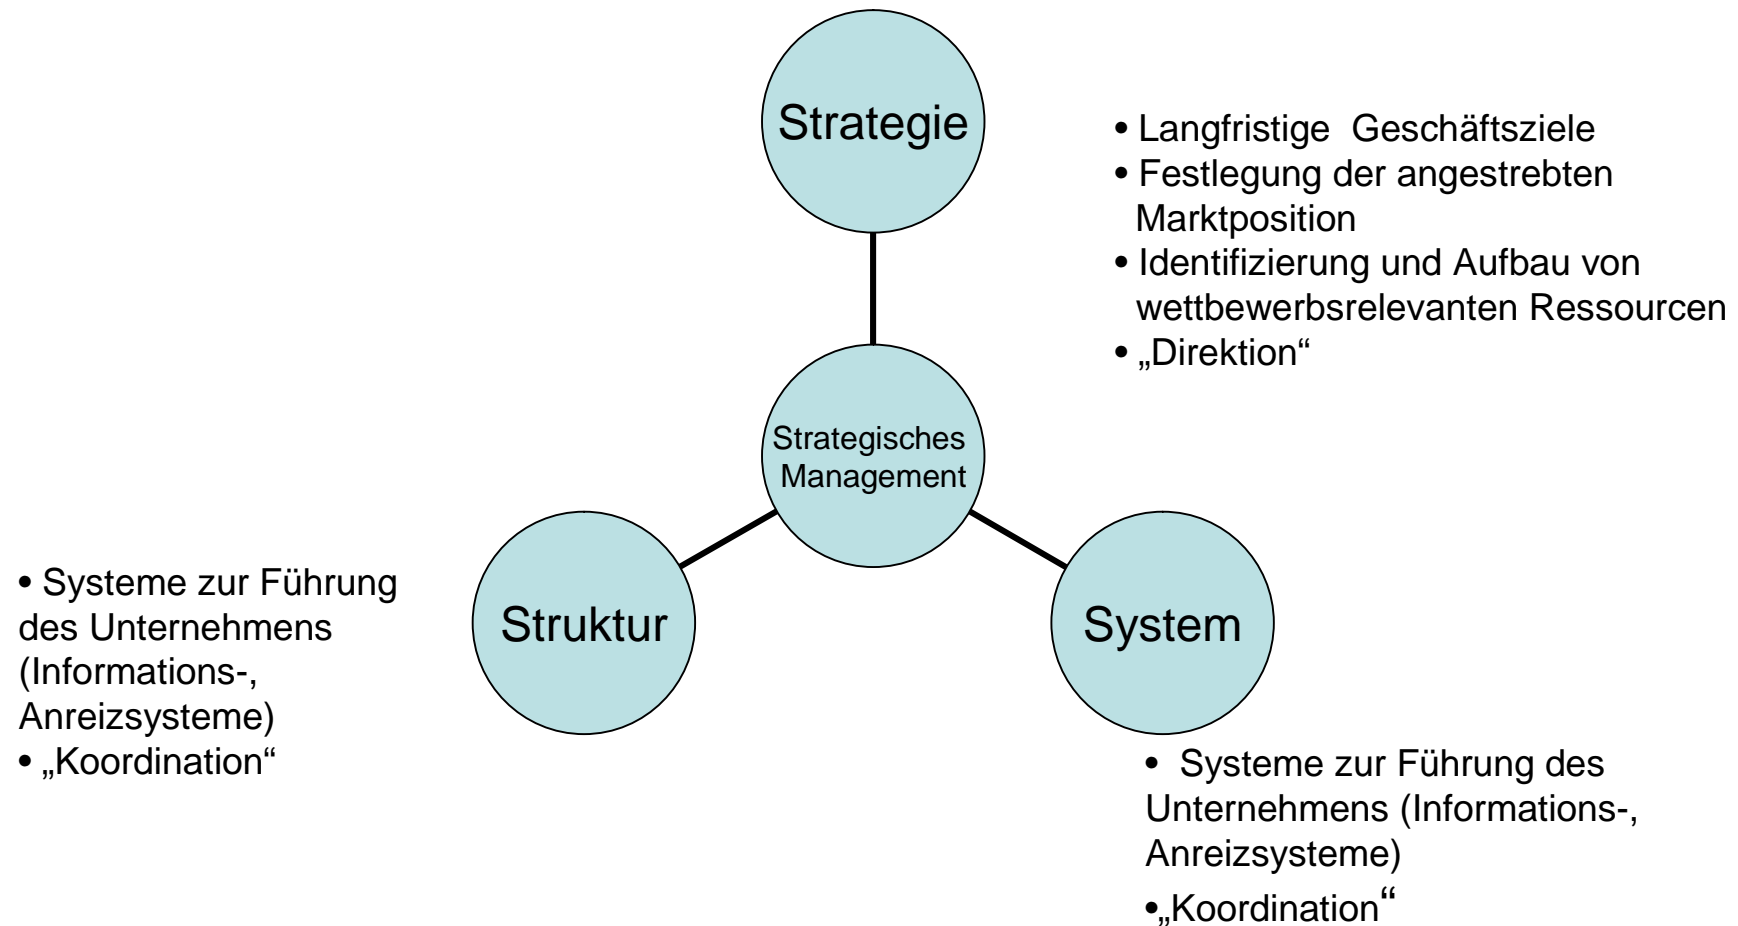 Strategie
• Langfristige Geschäftsziele
• Festlegung der angestrebten
Marktposition
• Identifizierung und Aufbau von
wettbewerbsrelevanten Ressourcen
• „Direktion“
Strategisches
Management
• Systeme zur Führung
des Unternehmens
(Informations-,
Anreizsysteme)
• „Koordination“
Struktur
System
• Systeme zur Führung des
Unternehmens (Informations-,
Anreizsysteme)
•„Koordination“